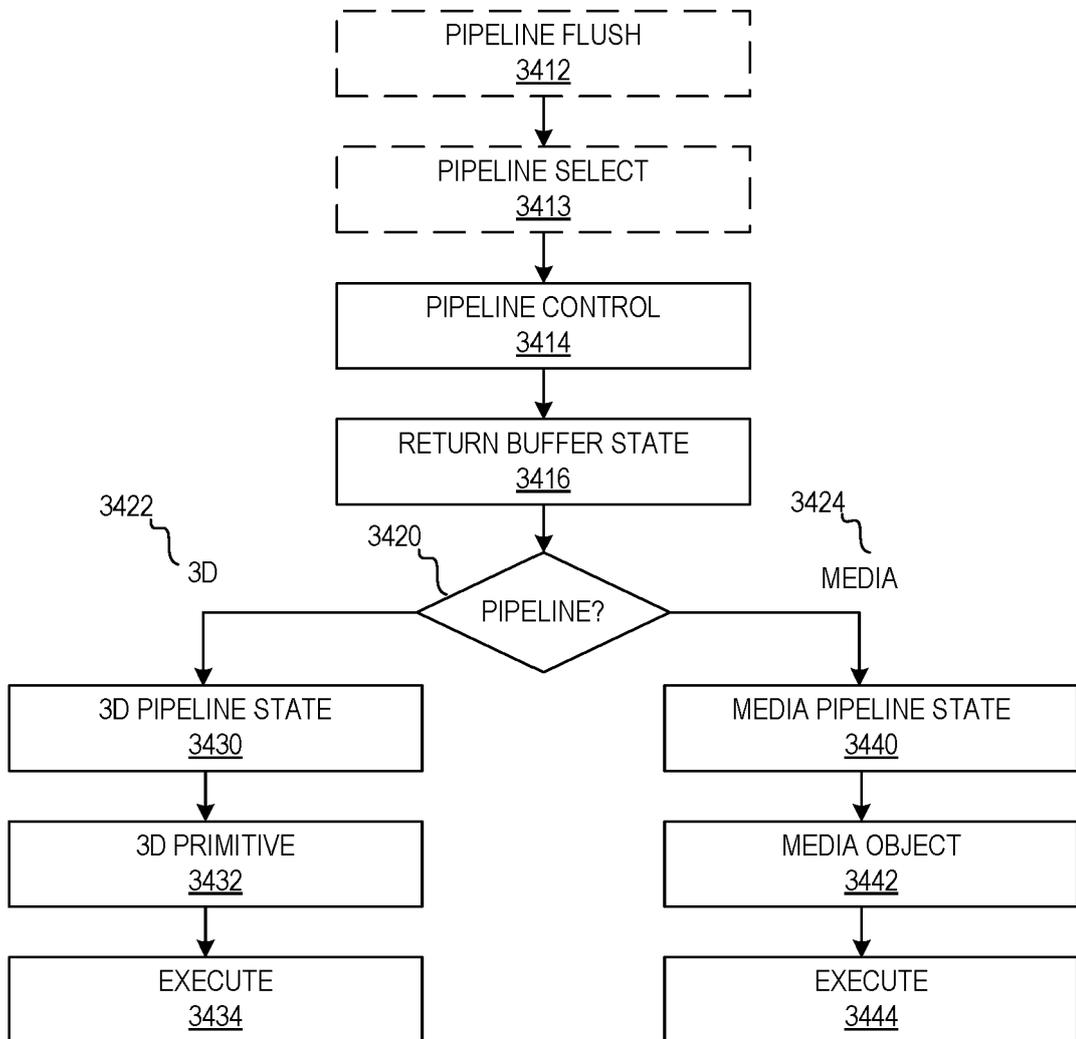 PIPELINE FLUSH
3412
PIPELINE SELECT
3413
PIPELINE CONTROL
3414
RETURN BUFFER STATE
3416
3422
3D
3420
PIPELINE?
3424
MEDIA
3D PIPELINE STATE
3430
3D PRIMITIVE
3432
EXECUTE
3434
MEDIA PIPELINE STATE
3440
MEDIA OBJECT
3442
EXECUTE
3444